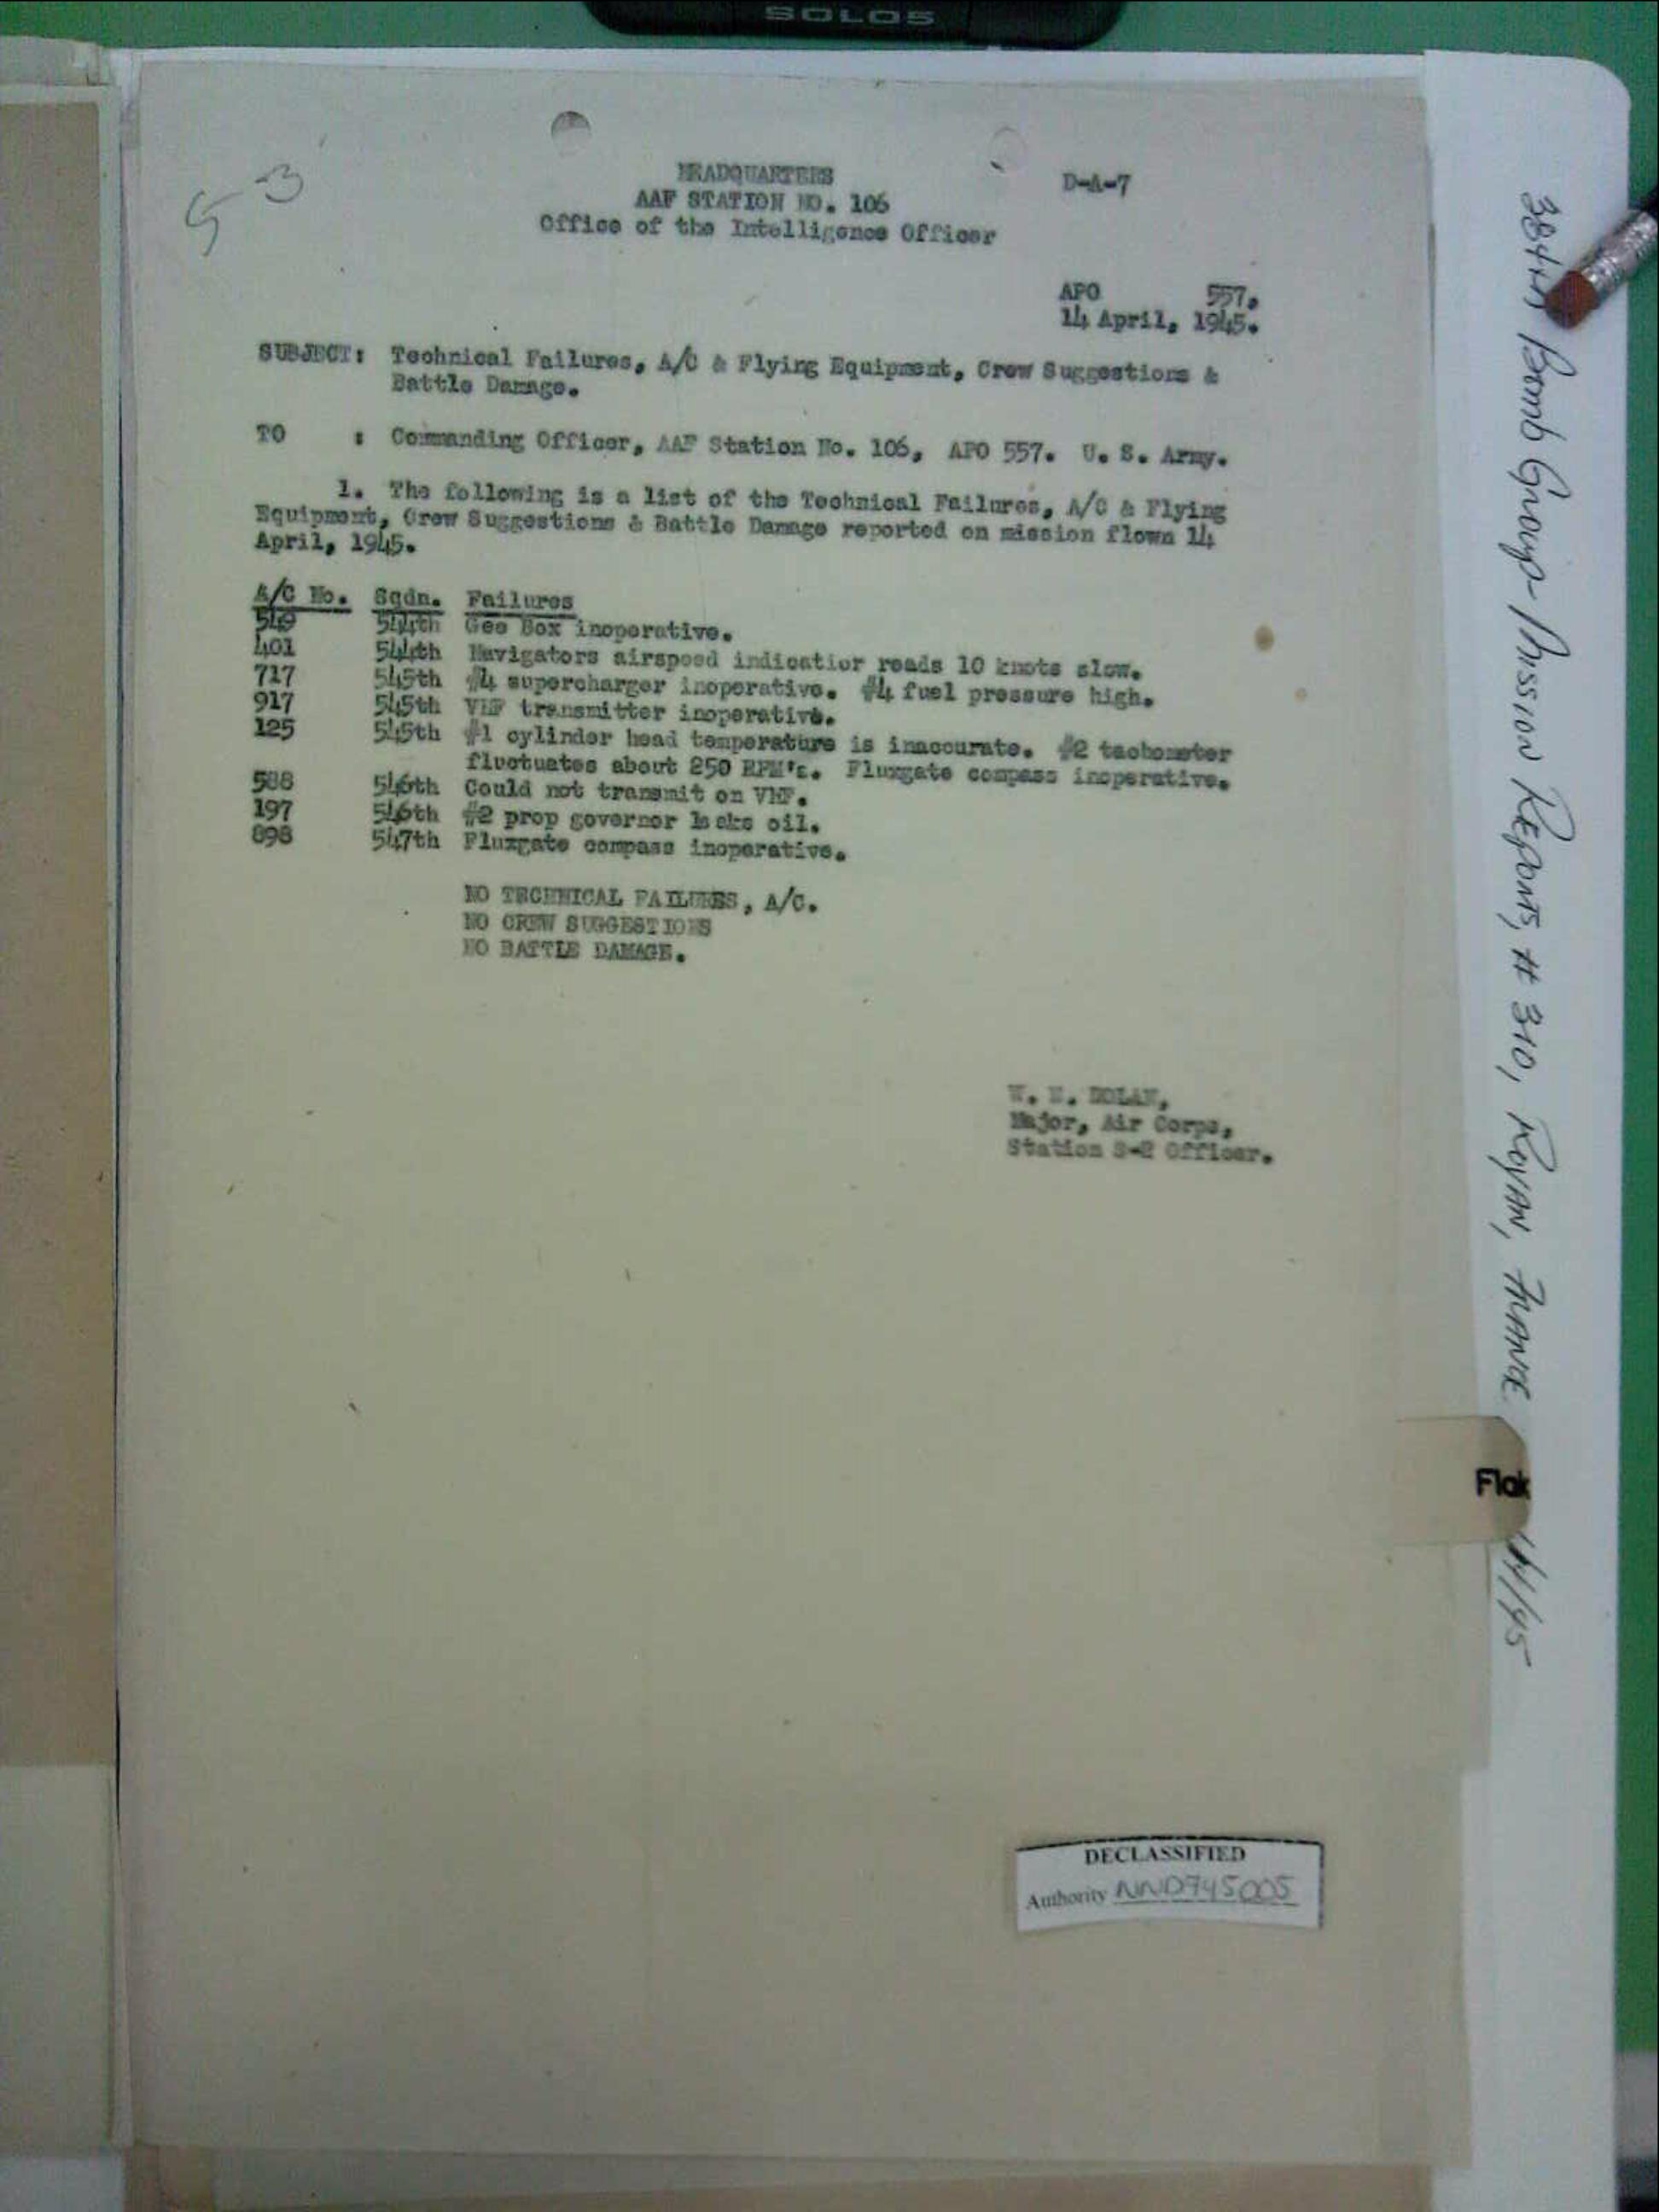 SOLOS
53
HEADQUARTERS
D-A-7
AAF STATION NO. 106
Office of the Intelligence Officer
APO 557.
14 April, 1945.
SUBJECT: Technical Failures, A/C & Flying Equipment, Crew Suggestions &
Battle Damage.
TO : Commanding Officer, AAF Station No. 106, APO 557. U. S. Army.
1. The following is a list of the Technical Failures, A/C & Flying
Equipment, Crew Suggestions & Battle Damage reported on mission flown 14
April, 1945.
A/C No. Sqdn. Failures
544th Gee Box inoperative.
401 544th Navigators airspeed indicatior reads 10 knots slow.
717 545th #4 supercharger inoperative. #4 fuel pressure high.
917 545th VHF transmitter inoperative.
125 545th #1 cylinder head temperature is inaccurate. #2 tachometer
fluctuates about 250 RPM's. Fluxgate compass inoperative.
588 546th Could not transmit on VHF.
197 546th #2 prop governor leaks oil.
898 547th Fluxgate compass inoperative.
NO TECHNICAL FAILURES, A/C.
NO CREW SUGGESTIONS
NO BATTLE DAMAGE.
DOLAN,
Major, Air Corps,
Station S-2 Officer.
DECLASSIFIED
Authority NND745005
384th Bomb Group - Mission Reports, # 310, Royan, France
Flak
14/45